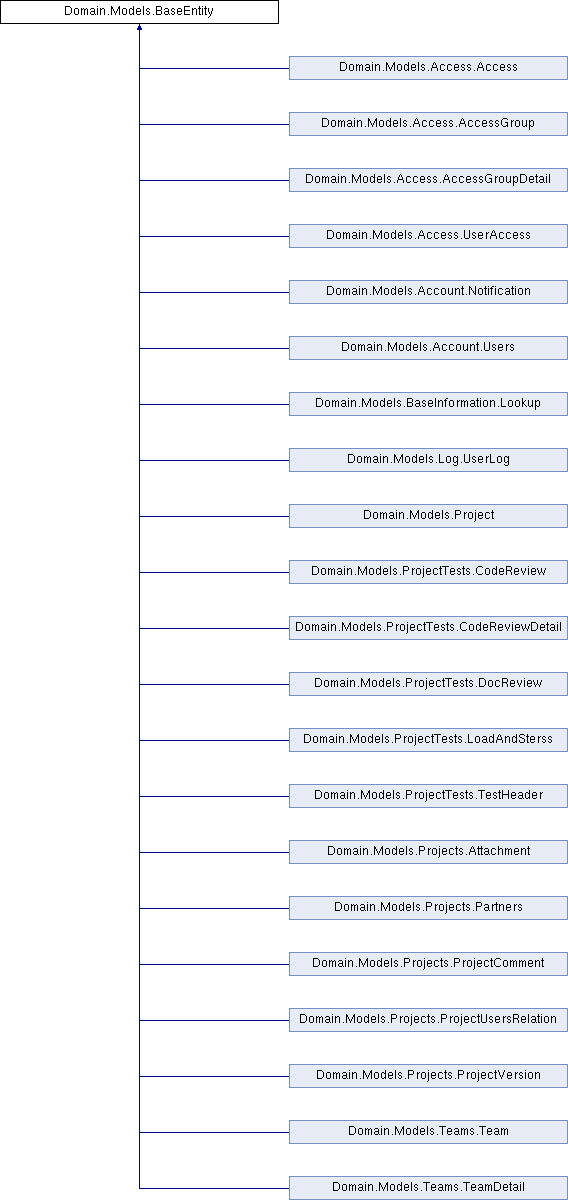 Domain.Models.BaseEntity
Domain.Models.Access.Access
Domain.Models.Access.AccessGroup
Domain.Models.Access.AccessGroupDetail
Domain.Models.Access.UserAccess
Domain.Models.Account.Notification
Domain.Models.Account.Users
Domain.Models.BaseInformation.Lookup
Domain.Models.Log.UserLog
Domain.Models.Project
Domain.Models.ProjectTests.CodeReview
Domain.Models.ProjectTests.CodeReviewDetail
Domain.Models.ProjectTests.DocReview
Domain.Models.ProjectTests.LoadAndSterss
Domain.Models.ProjectTests.TestHeader
Domain.Models.Projects.Attachment
Domain.Models.Projects.Partners
Domain.Models.Projects.ProjectComment
Domain.Models.Projects.ProjectUsersRelation
Domain.Models.Projects.ProjectVersion
Domain.Models.Teams.Team
Domain.Models.Teams.TeamDetail